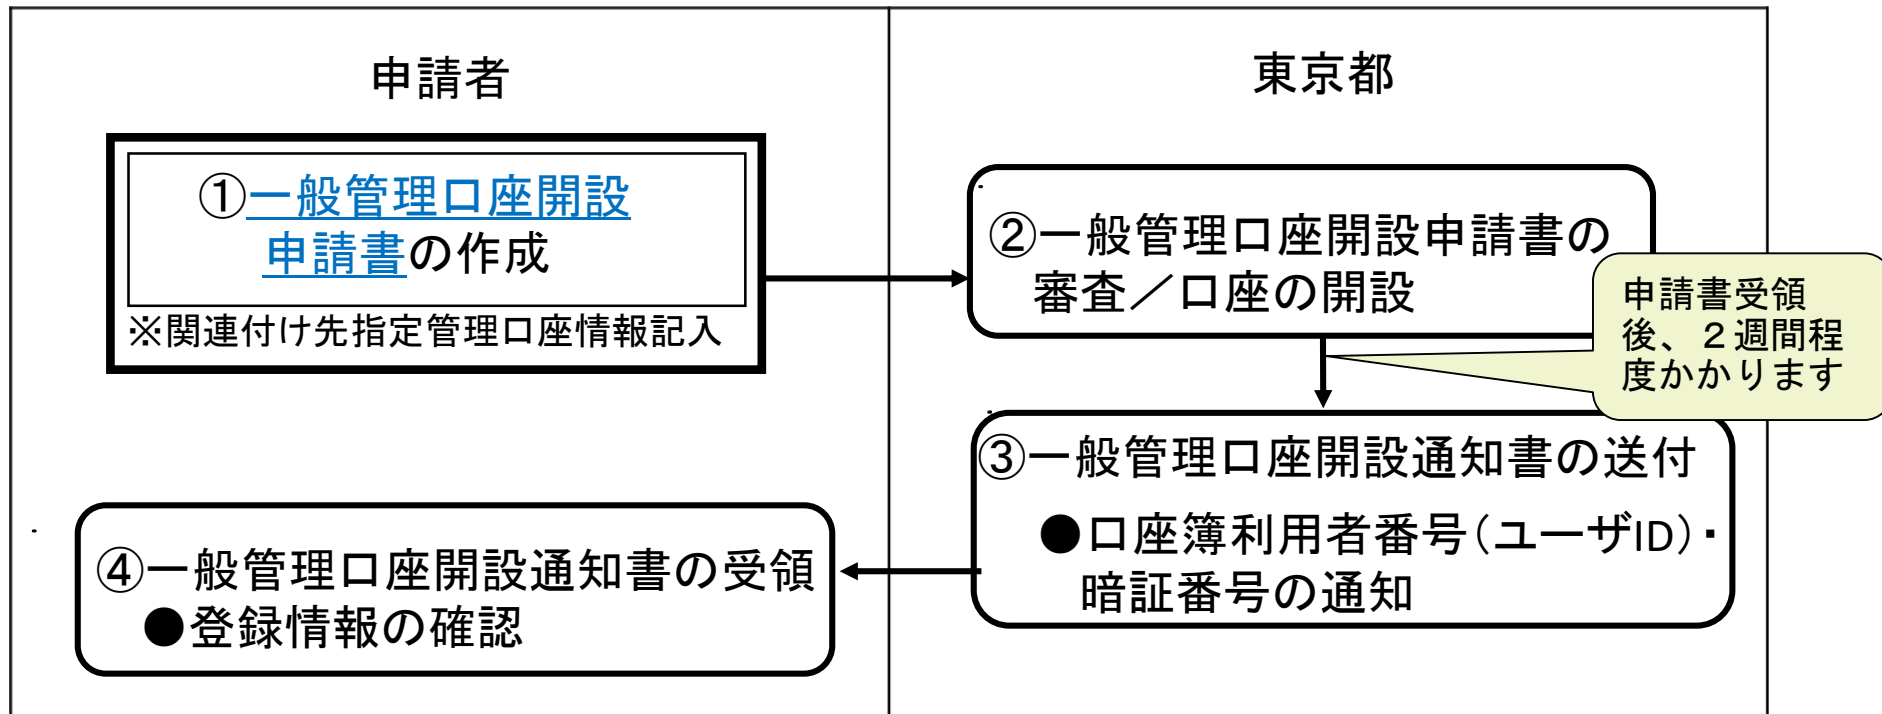 申請者
東京都
①一般管理口座開設
申請書の作成
※関連付け先指定管理口座情報記入
②一般管理口座開設申請書の
審査／口座の開設
申請書受領
後、２週間程
度かかります
③一般管理口座開設通知書の送付
●口座簿利用者番号（ユーザID）・
暗証番号の通知
④一般管理口座開設通知書の受領
●登録情報の確認